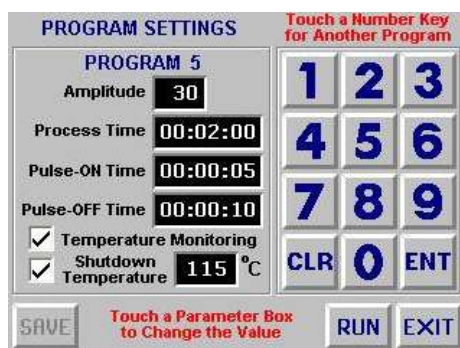 PROGRAM SETTINGS
Touch a Number Key
for Another Program
PROGRAM 5
Amplitude 30
Process Time 00:02:00
Pulse-ON Time 00:00:05
Pulse-OFF Time 00:00:10
Temperature Monitoring
Shutdown
Temperature 115 °C
1 2 3
4 5 6
7 8 9
CLR 0 ENT
SAVE
Touch a Parameter Box
to Change the Value
RUN EXIT